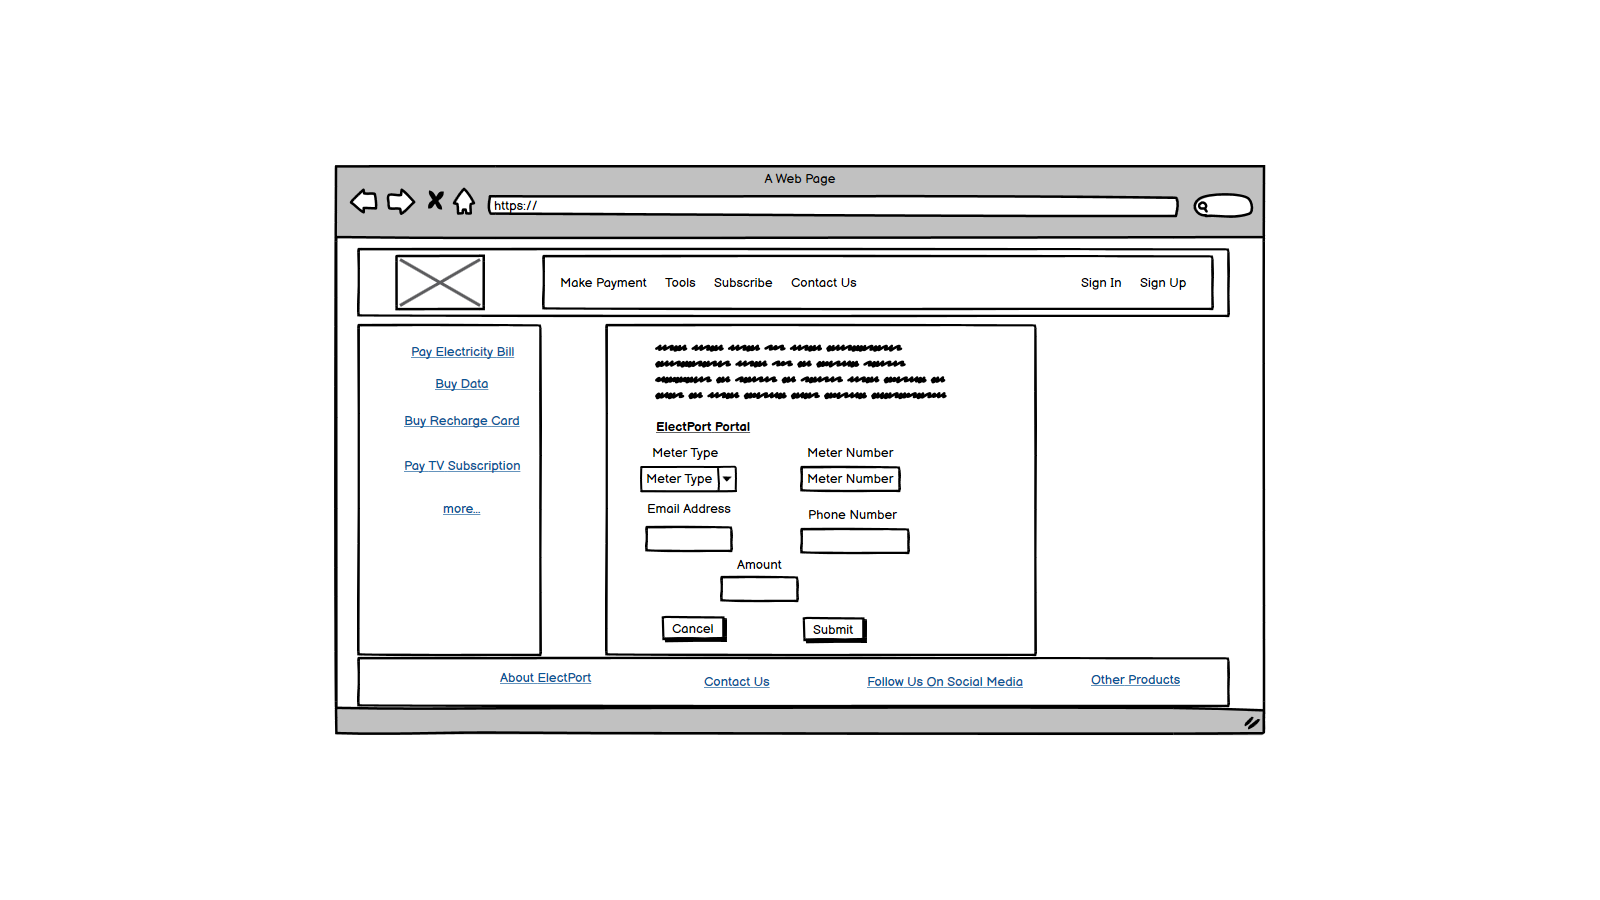 A Web Page
https://
Make Payment Tools Subscribe Contact Us Sign In Sign Up
Pay Electricity Bill
Buy Data
Buy Recharge Card
Pay TV Subscription
more...
ElectPort Portal
Meter Type Meter Number
Meter Type Meter Number
Email Address Phone Number
Amount
Cancel Submit
About ElectPort Contact Us Follow Us On Social Media Other Products